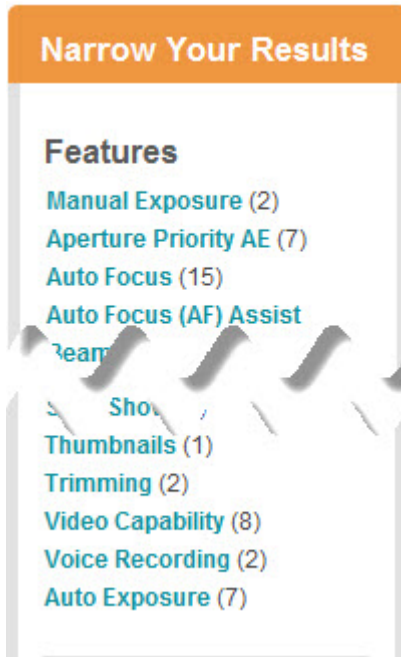 Narrow Your Results
Features
Manual Exposure (2)
Aperture Priority AE (7)
Auto Focus (15)
Auto Focus (AF) Assist
Beam
Thumbnails (1)
Trimming (2)
Video Capability (8)
Voice Recording (2)
Auto Exposure (7)